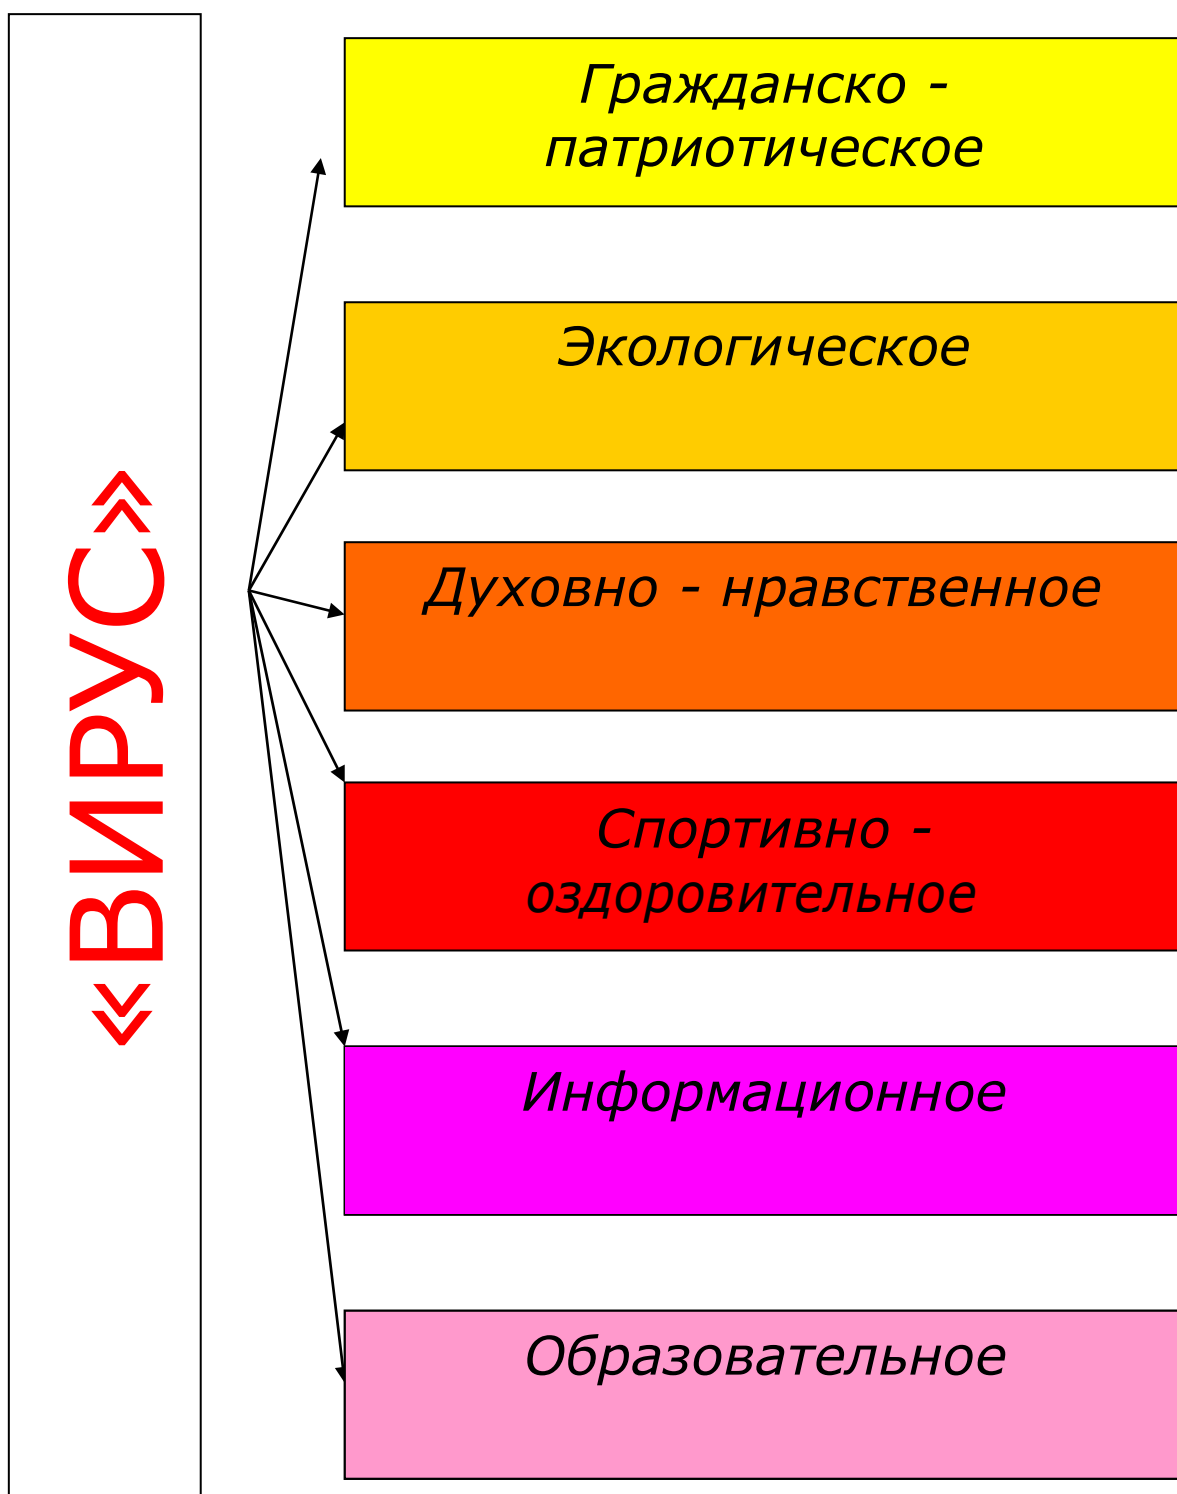 «ВИРУС»
Гражданско -
патриотическое
Экологическое
Духовно - нравственное
Спортивно -
оздоровительное
Информационное
Образовательное